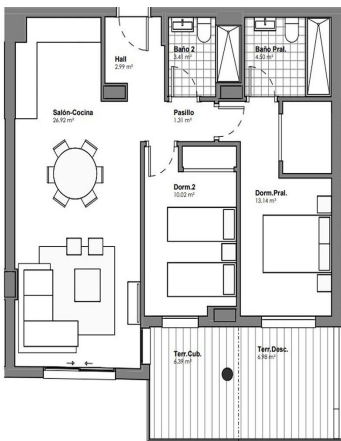 Hall
2.99 m²
Baño 2
3.41 m²
Baño Pral.
4.50 m²
Salón-Cocina
26.92 m²
Pasillo
1.31 m²
Dorm.2
10.02 m²
Dorm.Pral.
13,14 m²
Terr.Cub.
6.39 m²
Terr.Desc.
6.98 m²